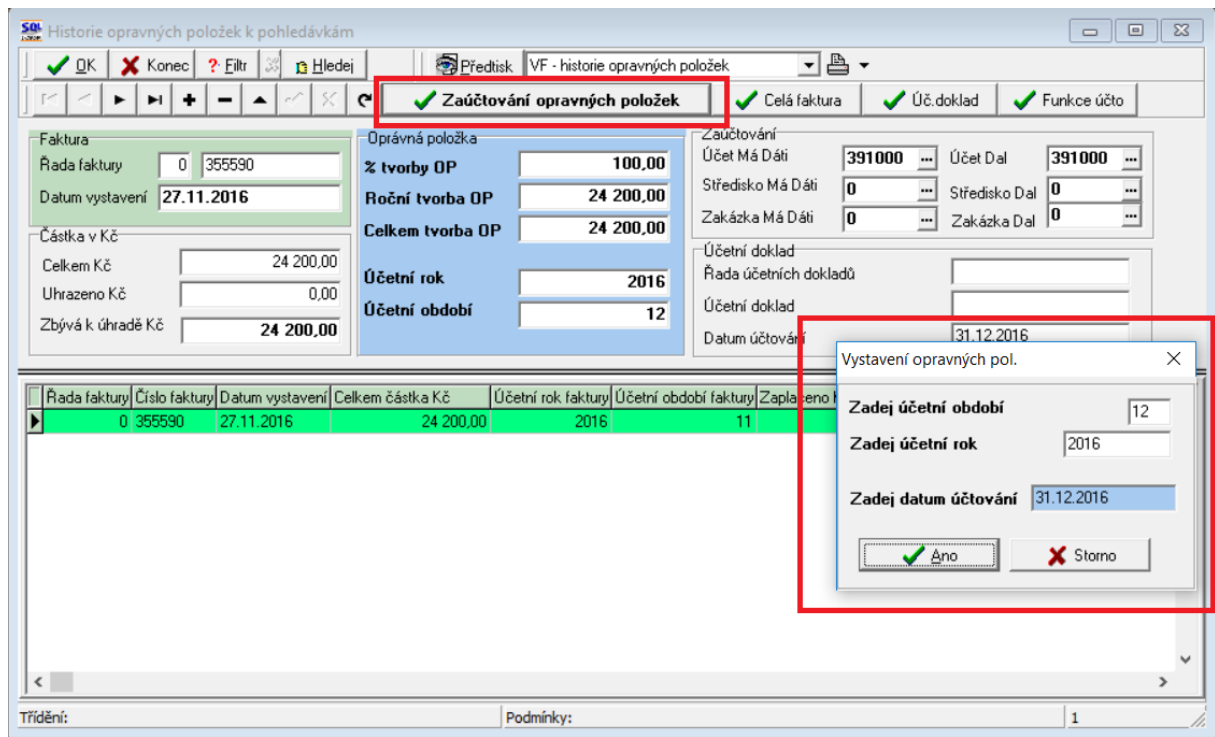 Historie opravných položek k pohledávkám
OK Konec ? Filtr Hledej Předtisk VF - historie opravných položek
Zaúčtování opravných položek Celá faktura Úč.doklad Funkce účto
Faktura
Řada faktury 0 355590
Datum vystavení 27.11.2016
Částka v Kč
Celkem Kč 24 200,00
Uhrazeno Kč 0,00
Zbývá k úhradě Kč 24 200,00
Oprávná položka
% tvorby OP 100,00
Roční tvorba OP 24 200,00
Celkem tvorba OP 24 200,00
Účetní rok 2016
Účetní období 12
Zaúčtování
Účet Má Dáti 391000 ... Účet Dal 391000 ...
Středisko Má Dáti 0 ... Středisko Dal 0 ...
Zakázka Má Dáti 0 ... Zakázka Dal 0 ...
Účetní doklad
Řada účetních dokladů
Účetní doklad
Datum účtování 31.12.2016
Řada faktury Číslo faktury Datum vystavení Celkem částka Kč Účetní rok faktury Účetní období faktury Zaplaceno
0 355590 27.11.2016 24 200,00 2016 11
Vystavení opravných pol.
Zadej účetní období 12
Zadej účetní rok 2016
Zadej datum účtování 31.12.2016
Ano Storno
Třídění: Podmínky: 1